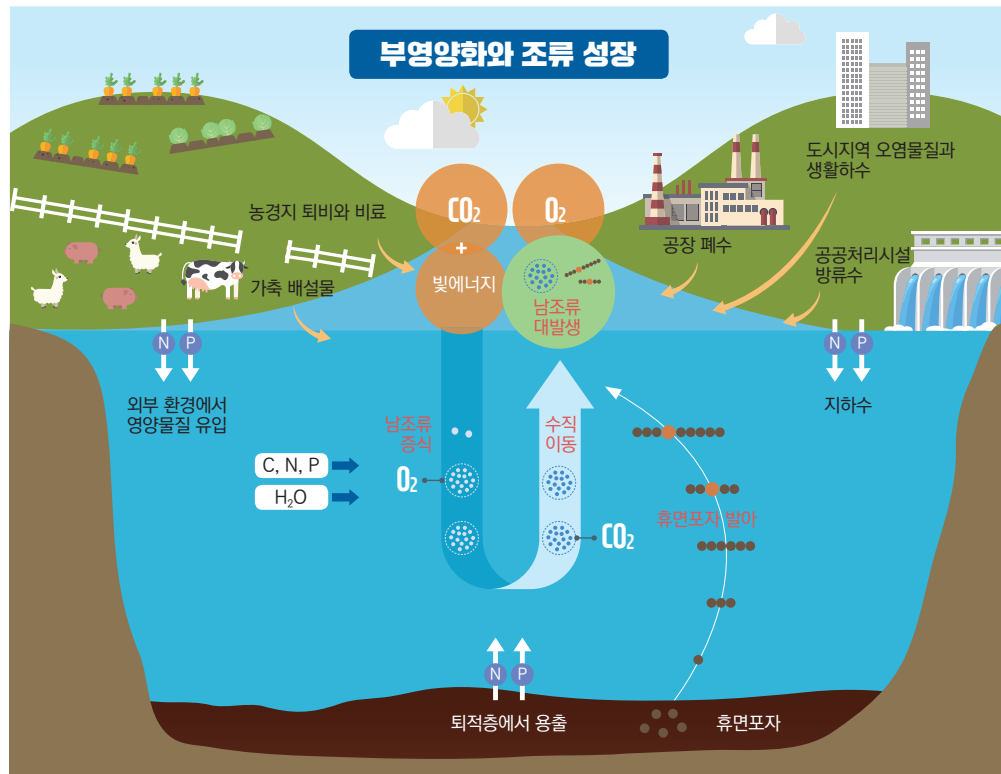 부영양화와 조류 성장
도시지역 오염물질과
생활하수
농경지 퇴비와 비료
CO₂
+
빛에너지
O₂
남조류
대발생
공장 폐수
공공처리시설
방류수
가축 배설물
N P
외부 환경에서
영양물질 유입
N P
지하수
남조류
증식
수직
이동
C, N, P
H₂O
O₂
CO₂
휴면포자 발아
N P
퇴적층에서 용출
휴면포자